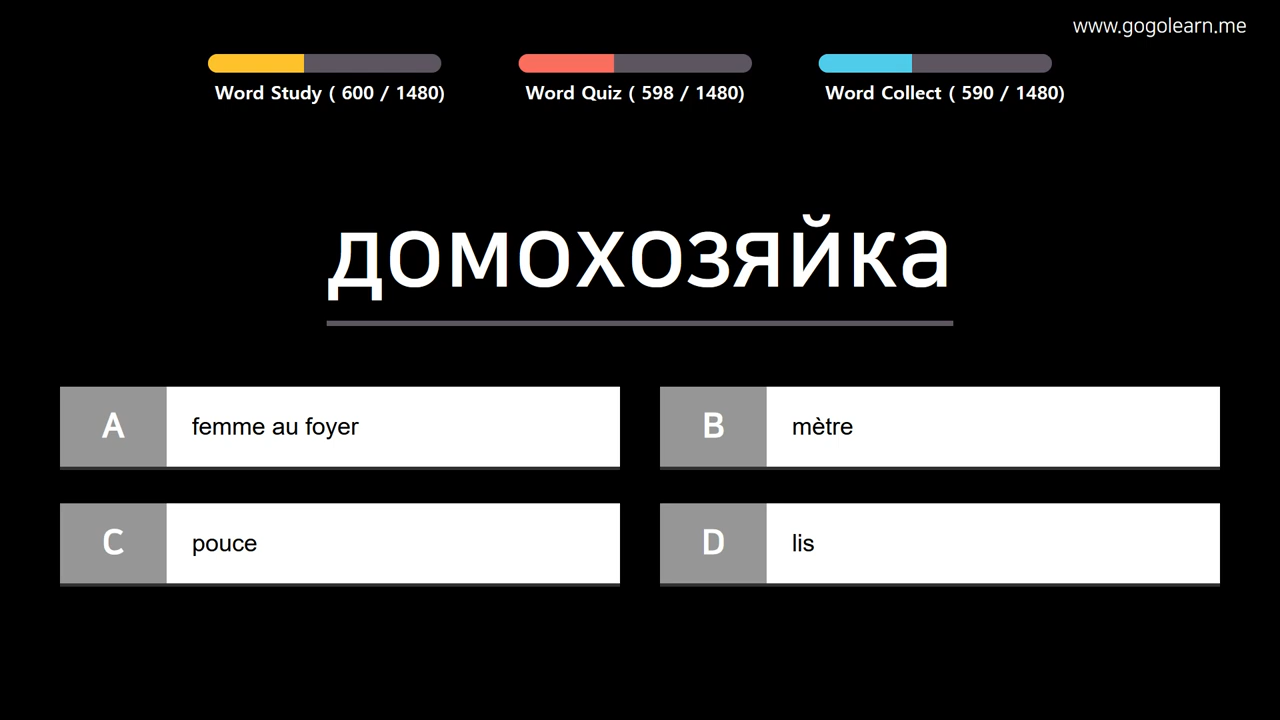 www.gogolearn.me
Word Study ( 600 / 1480)
Word Quiz ( 598 / 1480)
Word Collect ( 590 / 1480)
домохозяйка
A femme au foyer
B mètre
C pouce
D lis